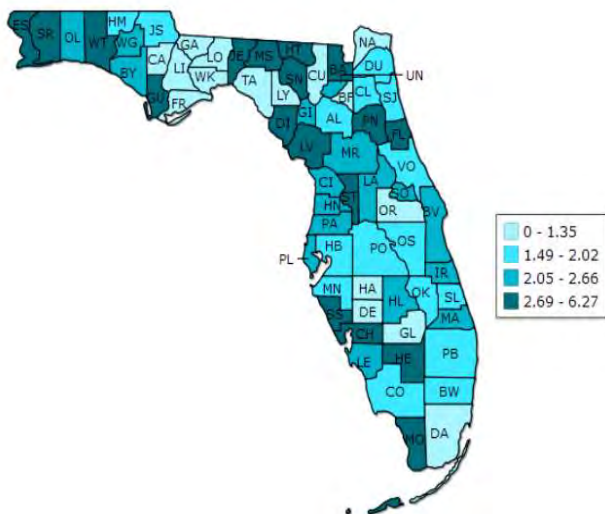 ES SR OL WT HM WG JS BY CA GU GA LI FR LO WK JE TA MS LY HT SN CU BA NA
DU
UN
BF CL SJ
DI GI AL PN FL
LV MR VO
CI LA SO
HN ST OR BV
PA
PL HB PO OS
IR
MN HA OK SL
HL
SS DE MA
CH GL
LE HE PB
CO BW
MO DA
0 - 1.35
1.49 - 2.02
2.05 - 2.66
2.69 - 6.27